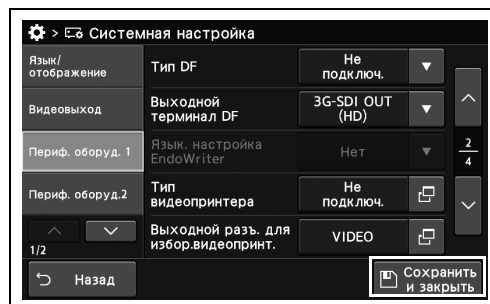 > Системная настройка
Язык/
отображение
Видеовыход
Периф. оборуд. 1
Периф. оборуд.2
1/2
Назад
Тип DF
Не
подключ.
Выходной
терминал DF
3G-SDI OUT
(HD)
Язык. настройка
EndoWriter
Нет
Тип
видеопринтера
Не
подключ.
Выходной разъ. для
избор.видеопринт.
VIDEO
2
4
Сохранить
и закрыть